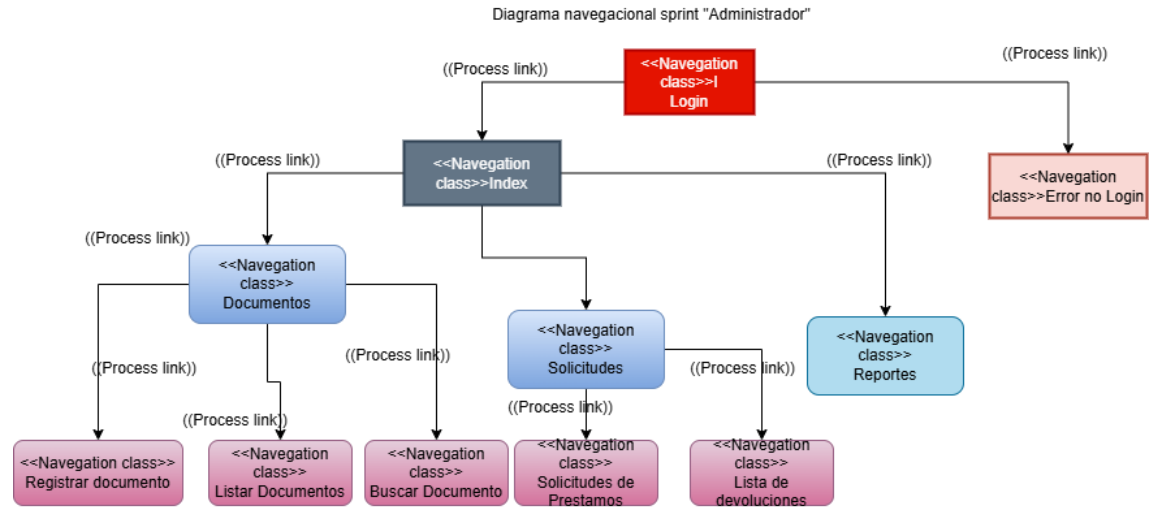 Diagrama navegacional sprint "Administrador"
((Process link))
<<Navegation
class>>l
Login
((Process link))
((Process link))
<<Navegation
class>>Index
((Process link))
<<Navegation
class>>Error no Login
((Process link))
<<Navegation
class>>
Documentos
<<Navegation
class>>
Solicitudes
<<Navegation
class>>
Reportes
((Process link))
((Process link))
((Process link))
((Process link))
((Process link))
<<Navegation class>>
Registrar documento
<<Navegation
class>>
Listar Documentos
<<Navegation
class>>
Buscar Documento
<<Navegation
class>>
Solicitudes de
Prestamos
<<Navegation
class>>
Lista de
devoluciones